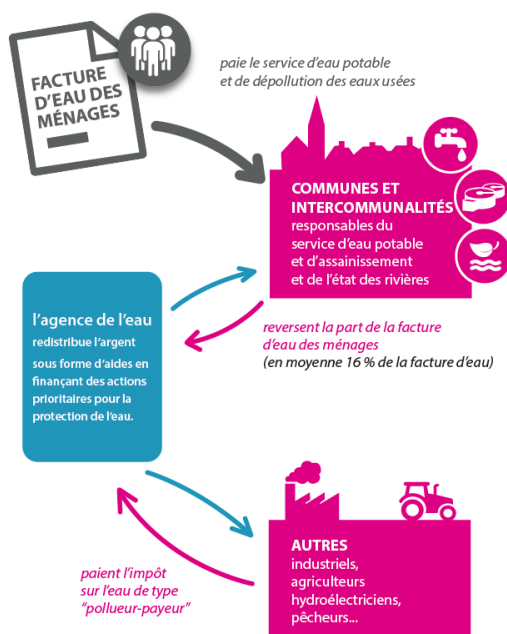 FACTURE
D'EAU DES
MÉNAGES
paie le service d'eau potable
et de dépollution des eaux usées
COMMUNES ET
INTERCOMMUNALITÉS
responsables du
service d'eau potable
et d'assainissement
et de l'état des rivières
l'agence de l'eau
redistribue l'argent
sous forme d'aides en
finançant des actions
prioritaires pour la
protection de l'eau.
reversent la part de la facture
d'eau des ménages
(en moyenne 16 % de la facture d'eau)
AUTRES
industriels,
agriculteurs
hydroélectriciens,
pêcheurs...
paient l'impôt
sur l'eau de type
"pollueur-payeur"